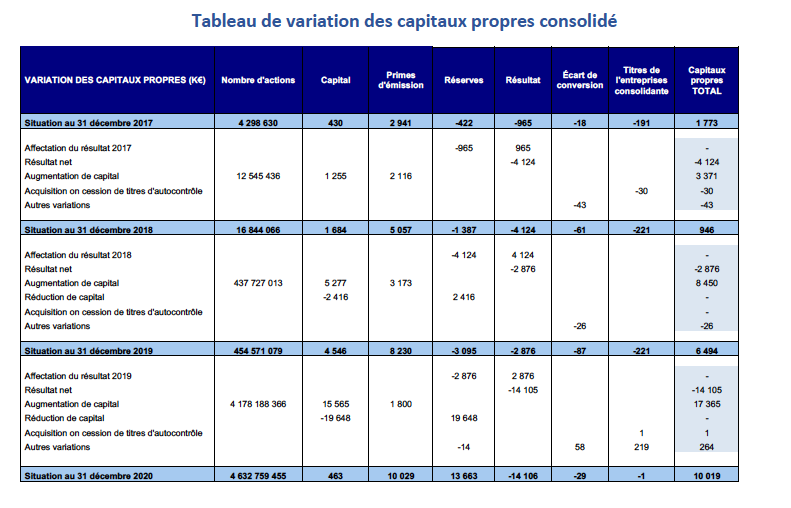 Tableau de variation des capitaux propres consolidé
VARIATION DES CAPITAUX PROPRES (K€) Nombre d'actions Capital Primes d'émission Réserves Résultat Écart de conversion Titres de l'entreprises consolidante Capitaux propres TOTAL
Situation au 31 décembre 2017 4 298 630 430 2 941 -422 -965 -18 -191 1 773
Affectation du résultat 2017 -965 965 -
Résultat net -4 124 -4 124
Augmentation de capital 12 545 436 1 255 2 116 3 371
Acquisition on cession de titres d'autocontrôle -30 -30
Autres variations -43 -43
Situation au 31 décembre 2018 16 844 066 1 684 5 057 -1 387 -4 124 -61 -221 946
Affectation du résultat 2018 -4 124 4 124 -
Résultat net -2 876 -2 876
Augmentation de capital 437 727 013 5 277 3 173 8 450
Réduction de capital -2 416 2 416 -
Acquisition on cession de titres d'autocontrôle -
Autres variations -26 -26
Situation au 31 décembre 2019 454 571 079 4 546 8 230 -3 095 -2 876 -87 -221 6 494
Affectation du résultat 2019 -2 876 2 876 -
Résultat net -14 105 -14 105
Augmentation de capital 4 178 188 366 15 565 1 800 17 365
Réduction de capital -19 648 19 648 -
Acquisition on cession de titres d'autocontrôle 1 1
Autres variations -14 58 219 264
Situation au 31 décembre 2020 4 632 759 455 463 10 029 13 663 -14 106 -29 -1 10 019